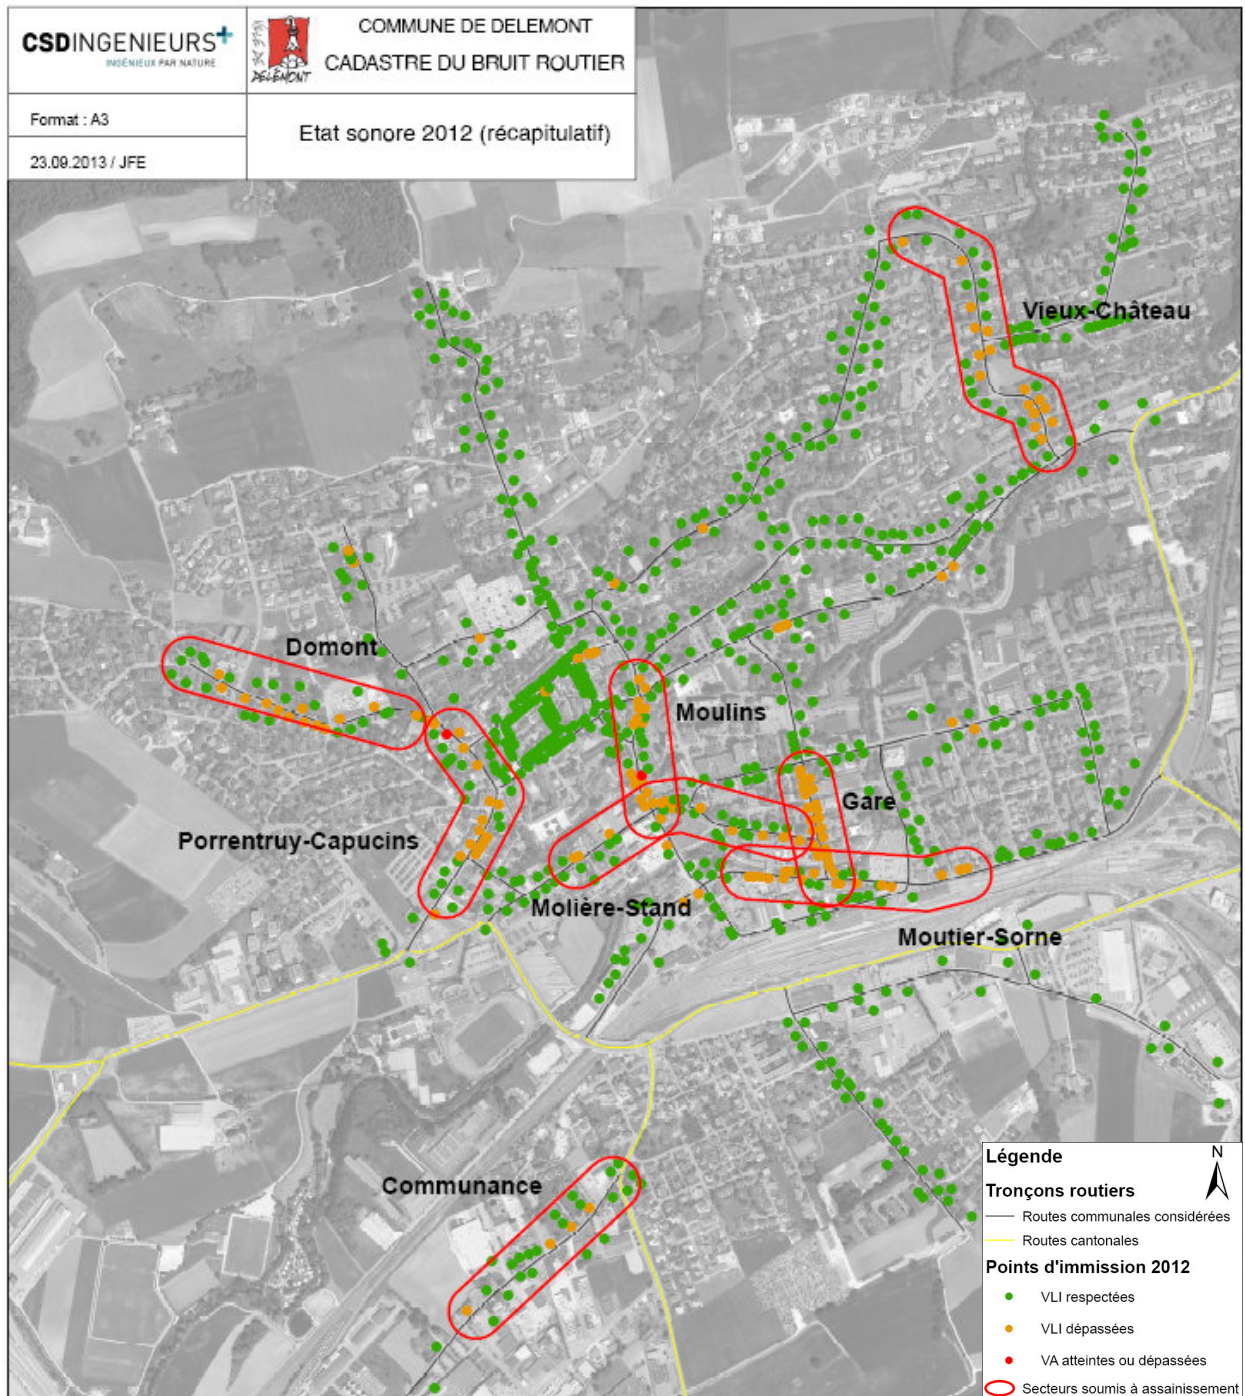 CSDINGENIEURS+
INGÉNIEUX PAR NATURE
DELÉMONT
COMMUNE DE DELEMONT
CADASTRE DU BRUIT ROUTIER
Format : A3
23.09.2013 / JFE
Etat sonore 2012 (récapitulatif)
Vieux-Château
Domont
Moulins
Gare
Porrentruy-Capucins
Molière-Stand
Moutier-Sorne
Communance
Légende
N
Tronçons routiers
Routes communales considérées
Routes cantonales
Points d'immission 2012
VLI respectées
VLI dépassées
VA atteintes ou dépassées
Secteurs soumis à assainissement